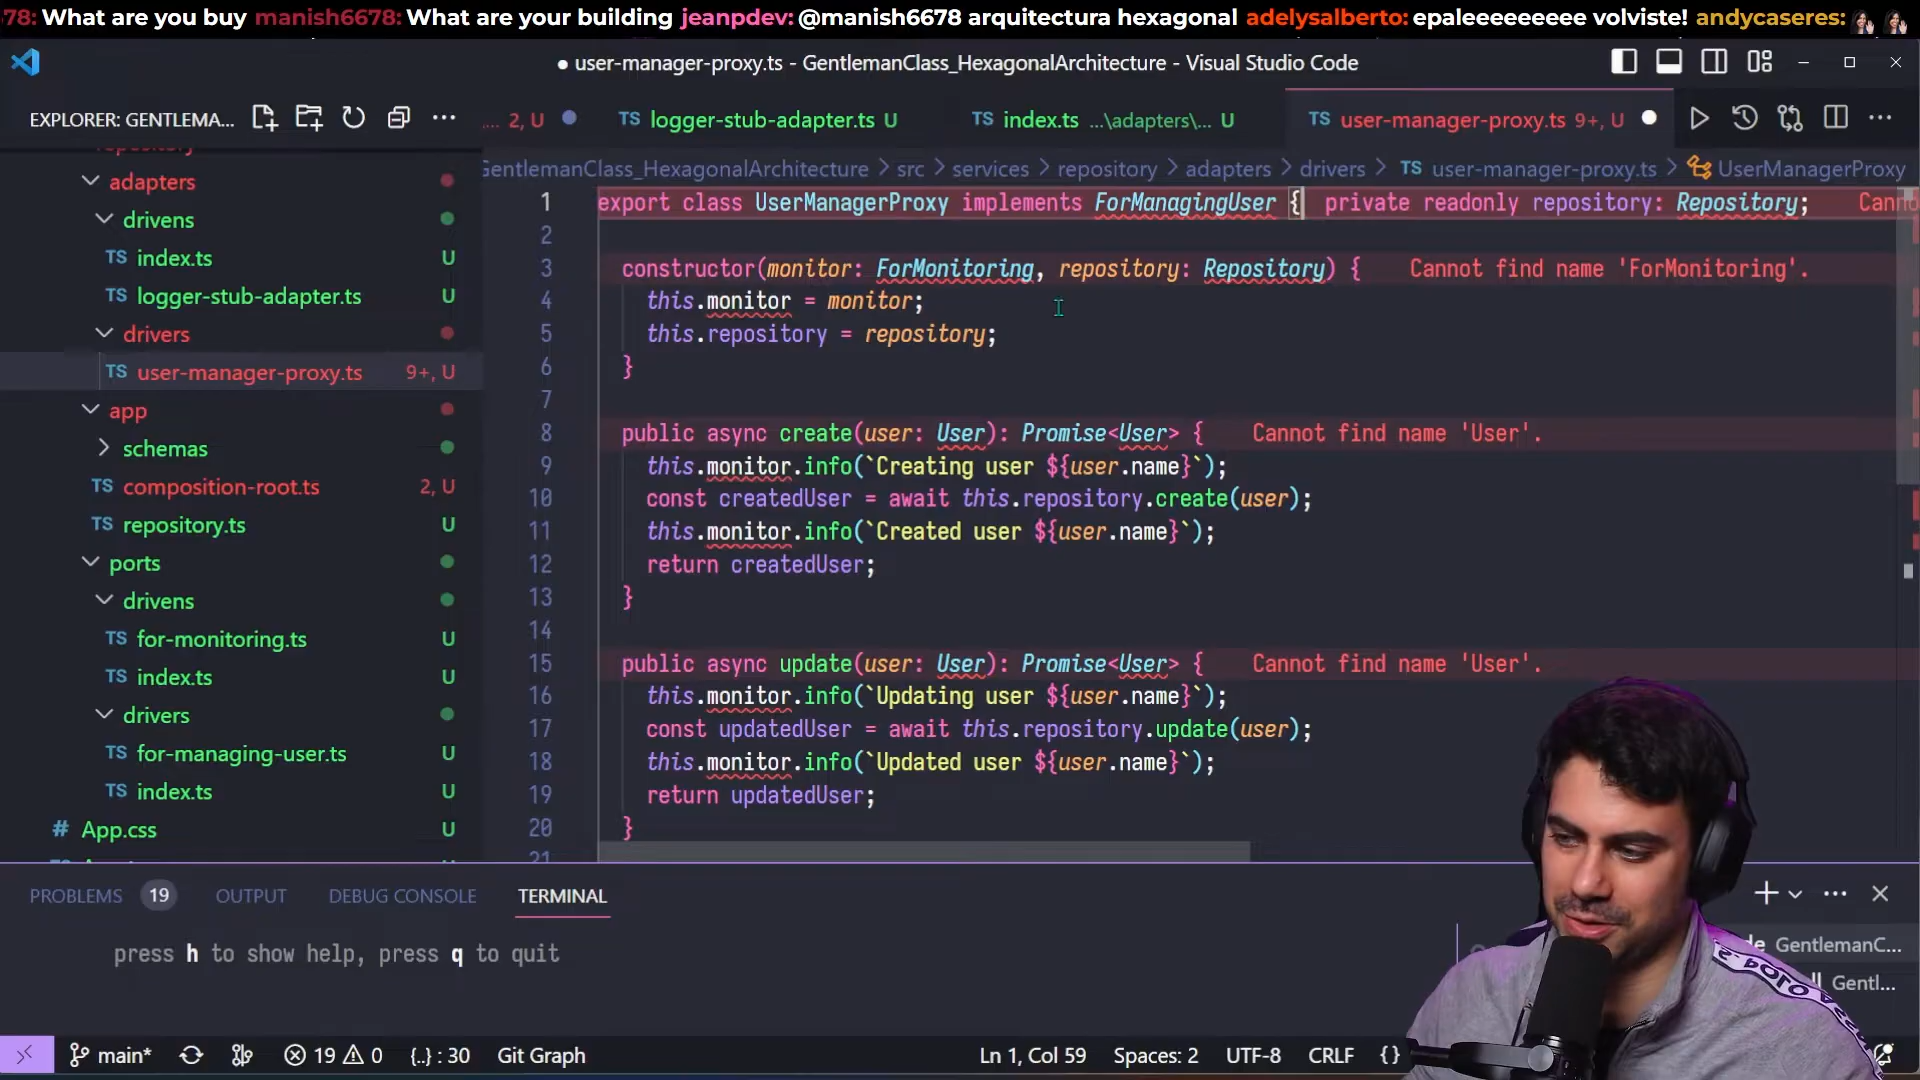 78: What are you buy manish6678: What are your building jeanpdev: @manish6678 arquitectura hexagonal adelysalberto: epaleeeeeeeee volviste! andycaseres:
● user-manager-proxy.ts - GentlemanClass_HexagonalArchitecture - Visual Studio Code
EXPLORER: GENTLEMA... ···
... 2, U ● TS logger-stub-adapter.ts U TS index.ts ...\adapters\... U TS user-manager-proxy.ts 9+, U ● ···
GentlemanClass_HexagonalArchitecture > src > services > repository > adapters > drivers > TS user-manager-proxy.ts > UserManagerProxy
repository
adapters
drivens
TS index.ts U
TS logger-stub-adapter.ts U
drivers
TS user-manager-proxy.ts 9+, U
app
schemas
TS composition-root.ts 2, U
TS repository.ts U
ports
drivens
TS for-monitoring.ts U
TS index.ts U
drivers
TS for-managing-user.ts U
TS index.ts U
# App.css U
1 export class UserManagerProxy implements ForManagingUser { private readonly repository: Repository; Cann
2
3 constructor(monitor: ForMonitoring, repository: Repository) { Cannot find name 'ForMonitoring'.
4 this.monitor = monitor;
5 this.repository = repository;
6 }
7
8 public async create(user: User): Promise<User> { Cannot find name 'User'.
9 this.monitor.info(`Creating user ${user.name}`);
10 const createdUser = await this.repository.create(user);
11 this.monitor.info(`Created user ${user.name}`);
12 return createdUser;
13 }
14
15 public async update(user: User): Promise<User> { Cannot find name 'User'.
16 this.monitor.info(`Updating user ${user.name}`);
17 const updatedUser = await this.repository.update(user);
18 this.monitor.info(`Updated user ${user.name}`);
19 return updatedUser;
20 }
21
PROBLEMS 19 OUTPUT DEBUG CONSOLE TERMINAL
press h to show help, press q to quit
GentlemanC...
Gentl...
main* 19 0 {..} : 30 Git Graph Ln 1, Col 59 Spaces: 2 UTF-8 CRLF {}